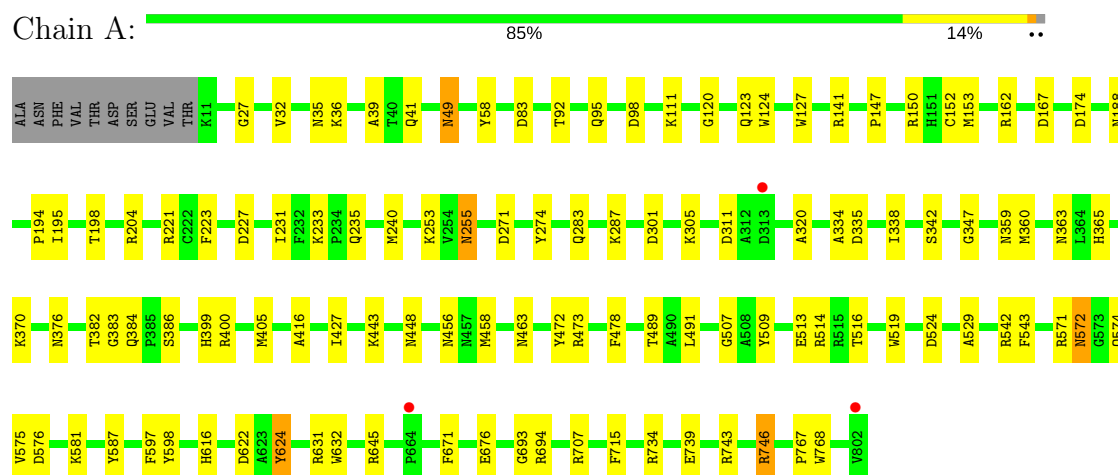 Chain A:
85% 14% ••
ALA ASN PHE VAL THR ASP SER GLU VAL THR K11 G27 V32 N35 K36 A39 T40 Q41 N49 Y58 D83 T92 Q95 D98 K111 G120 Q123 W124 W127 R141 P147 R150 H151 C152 M153 R162 D167 D174 N188
P194 I195 T198 R204 R221 C222 F223 D227 I231 F232 K233 P234 Q235 M240 K253 V254 N255 D271 Y274 Q283 K287 D301 K305 D311 A312 D313 A320 A334 D335 I338 S342 G347 N359 M360 N363 L364 H365
K370 N376 T382 G383 Q384 P385 S386 H399 R400 M405 A416 I427 K443 N448 N456 N457 M458 N463 Y472 R473 F478 T489 A490 L491 G507 A508 Y509 E513 R514 R515 T516 W519 D524 A529 R542 F543 R571 N572 G573 Q574
V575 D576 K581 Y587 F597 Y598 H616 D622 A623 Y624 R631 W632 R645 P664 F671 E676 G693 R694 R707 F715 R734 E739 R743 R746 P767 W768 V802